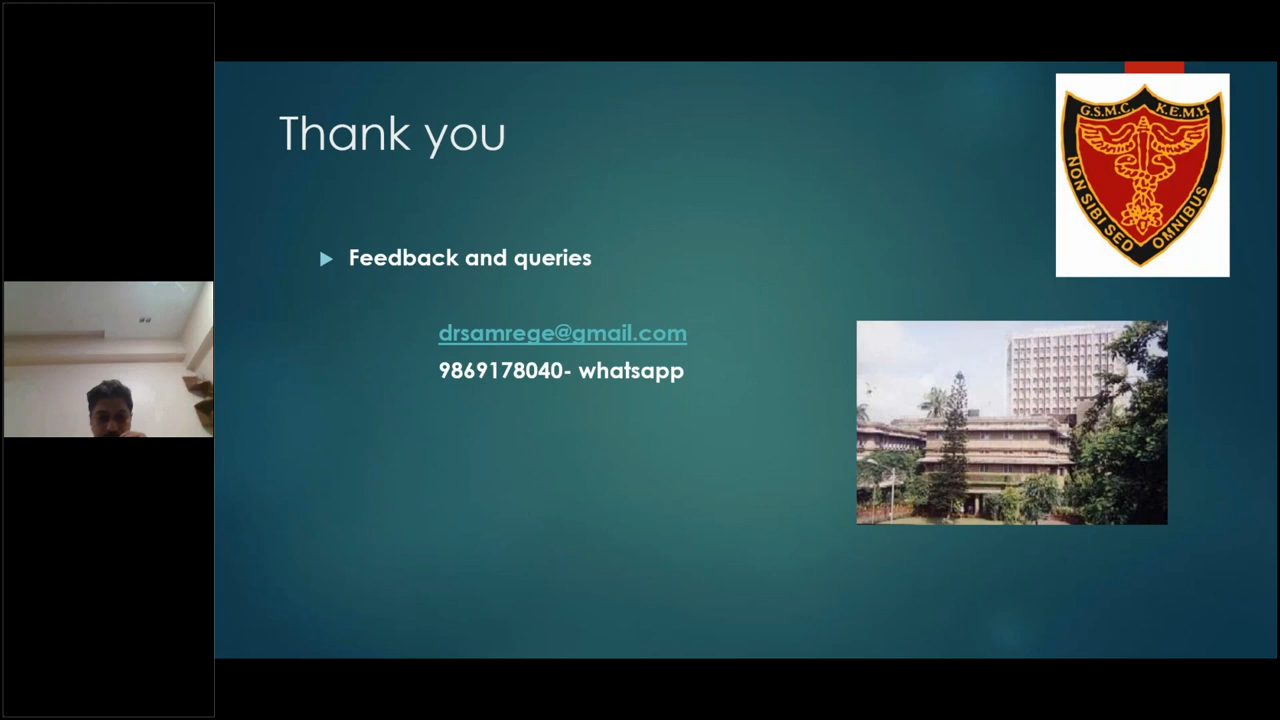 Thank you
G.S.M.C. K.E.M.H
NON SIBI SED OMNIBUS
Feedback and queries
drsamrege@gmail.com
9869178040- whatsapp